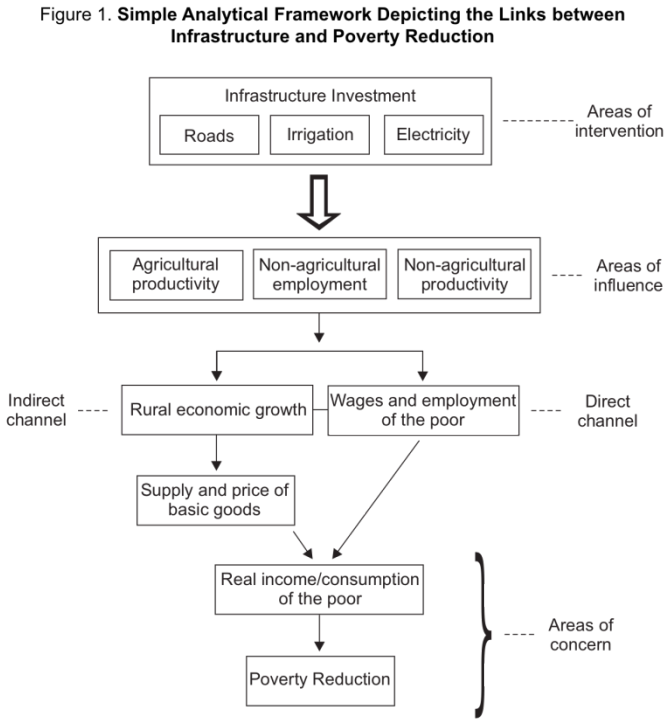 Figure 1. Simple Analytical Framework Depicting the Links between
Infrastructure and Poverty Reduction
Infrastructure Investment
Roads
Irrigation
Electricity
Areas of
intervention
Agricultural
productivity
Non-agricultural
employment
Non-agricultural
productivity
Areas of
influence
Indirect
channel
Rural economic growth
Wages and employment
of the poor
Direct
channel
Supply and price of
basic goods
Real income/consumption
of the poor
Areas of
concern
Poverty Reduction